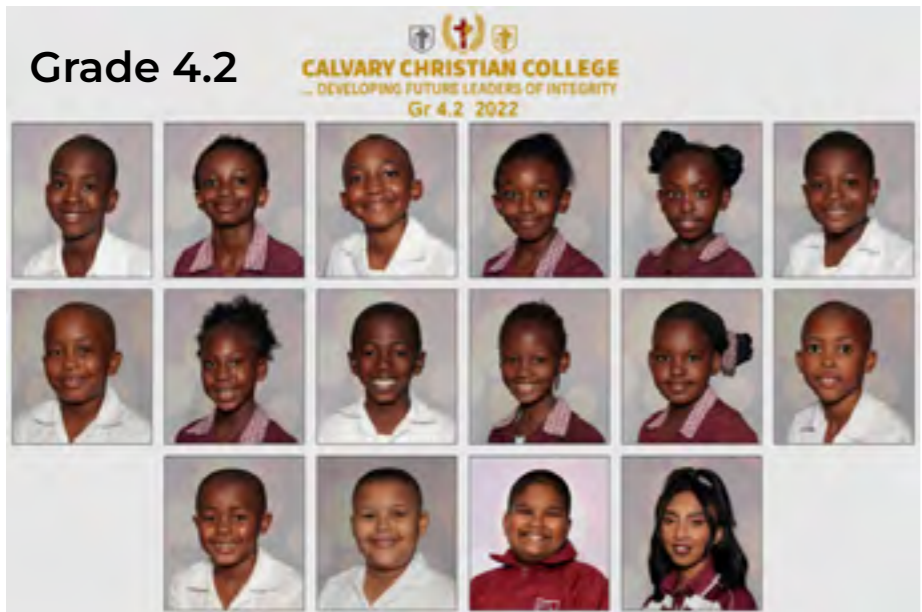 Grade 4.2
CALVARY CHRISTIAN COLLEGE
... DEVELOPING FUTURE LEADERS OF INTEGRITY
Gr 4.2 2022